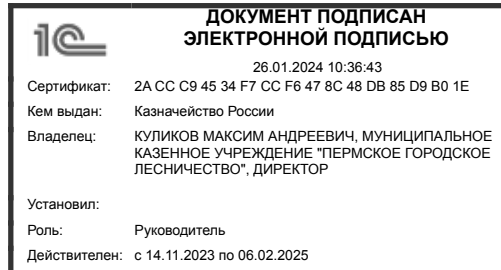 1С
ДОКУМЕНТ ПОДПИСАН
ЭЛЕКТРОННОЙ ПОДПИСЬЮ
26.01.2024 10:36:43
Сертификат: 2A CC C9 45 34 F7 CC F6 47 8C 48 DB 85 D9 B0 1E
Кем выдан: Казначейство России
Владелец: КУЛИКОВ МАКСИМ АНДРЕЕВИЧ, МУНИЦИПАЛЬНОЕ
КАЗЕННОЕ УЧРЕЖДЕНИЕ "ПЕРМСКОЕ ГОРОДСКОЕ
ЛЕСНИЧЕСТВО", ДИРЕКТОР
Установил:
Роль: Руководитель
Действителен: с 14.11.2023 по 06.02.2025